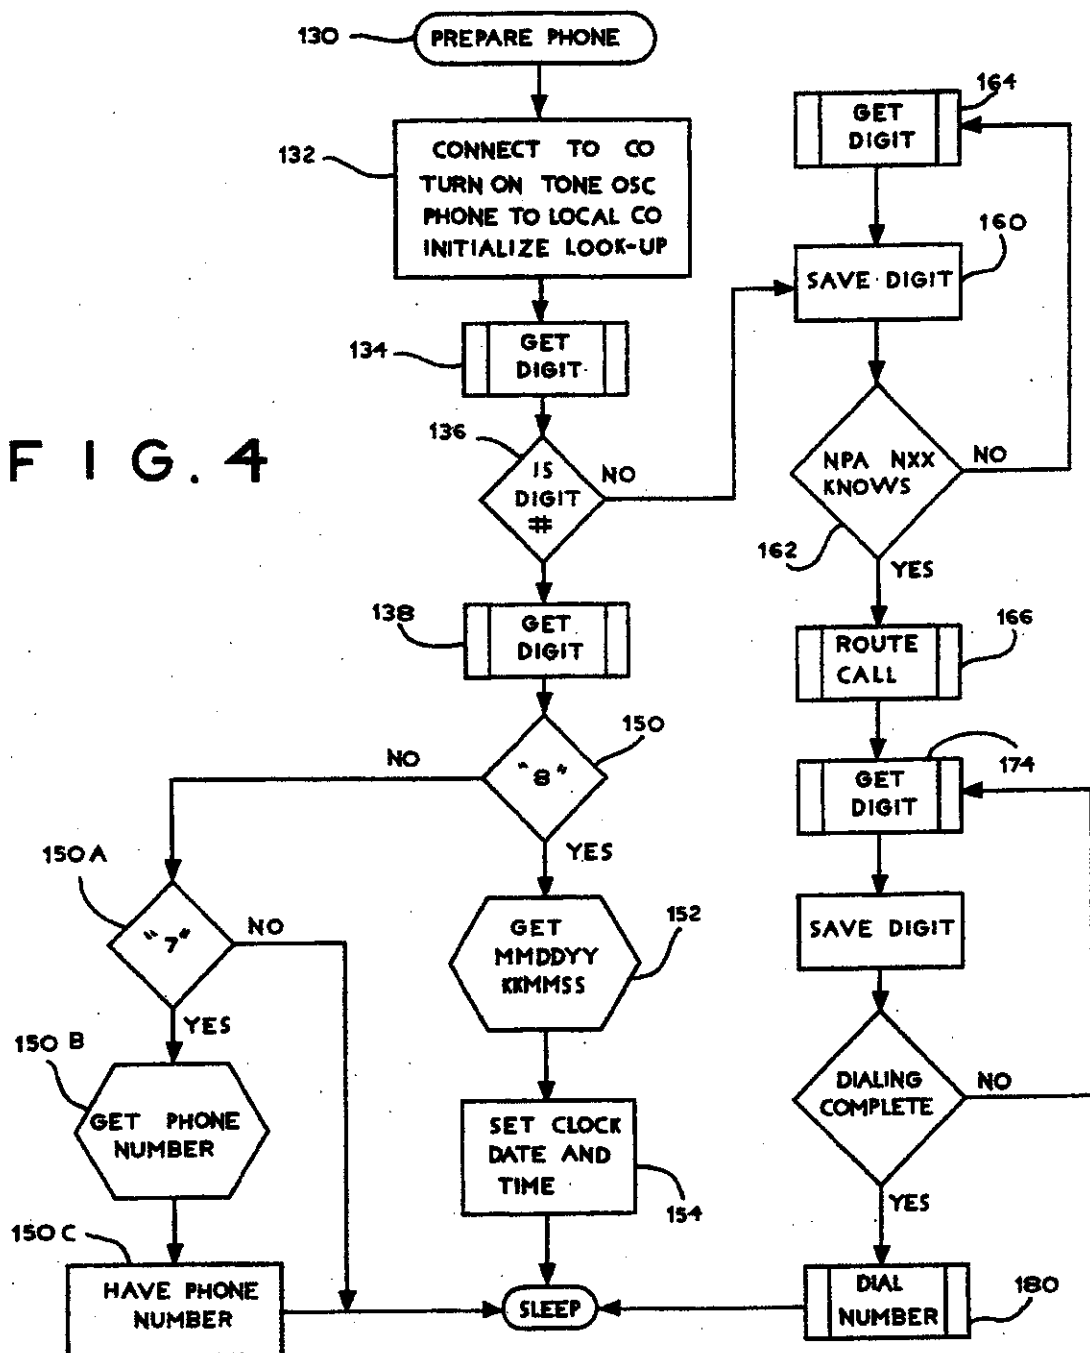 130
PREPARE PHONE
132
CONNECT TO CO
TURN ON TONE OSC
PHONE TO LOCAL CO
INITIALIZE LOOK-UP
134
GET
DIGIT
136
IS
DIGIT
#
NO
FIG. 4
138
GET
DIGIT
150
"8"
NO
YES
150A
"7"
NO
YES
150B
GET PHONE
NUMBER
150C
HAVE PHONE
NUMBER
152
GET
MMDDYY
KKMMSS
SET CLOCK
DATE AND
TIME
154
SLEEP
164
GET
DIGIT
160
SAVE DIGIT
NPA NXX
KNOWS
NO
162
YES
166
ROUTE
CALL
174
GET
DIGIT
SAVE DIGIT
DIALING
COMPLETE
NO
YES
DIAL
NUMBER
180